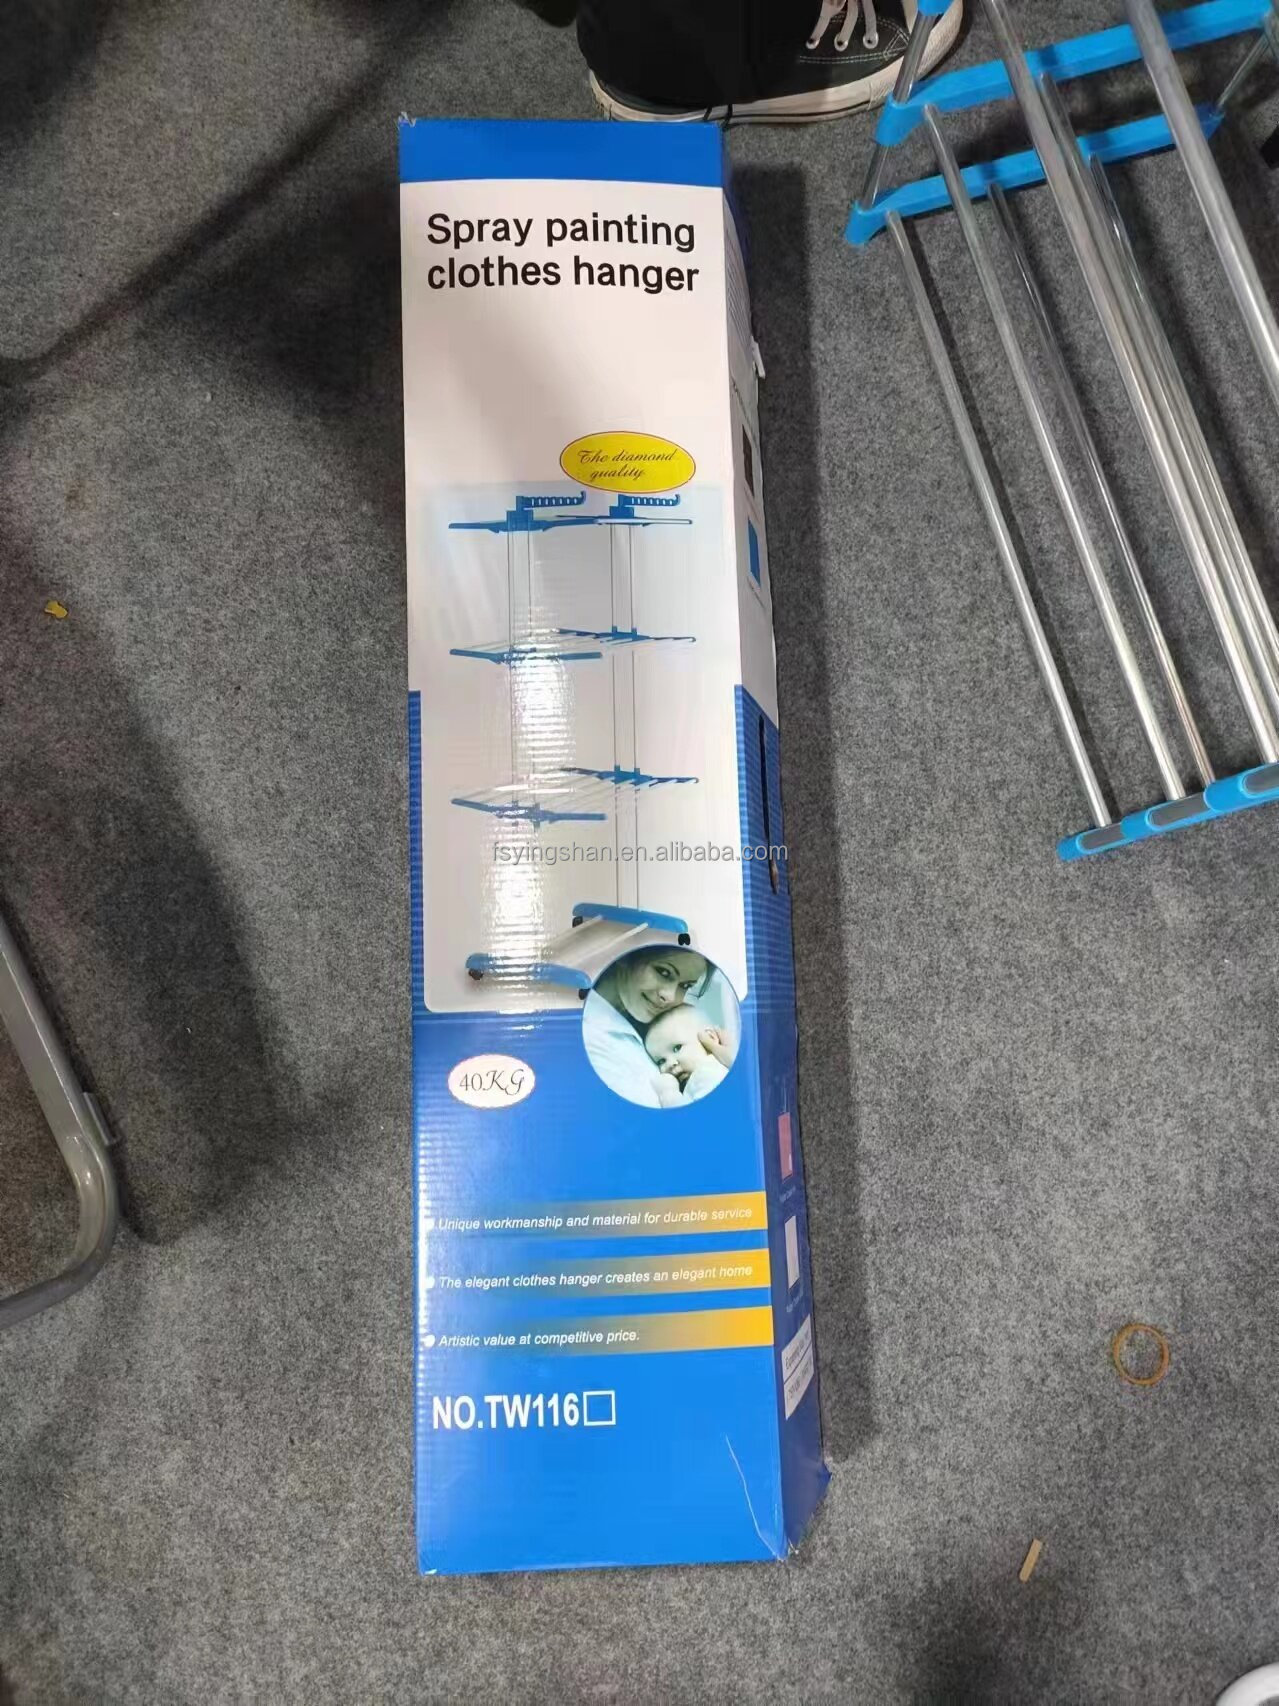 Spray painting
clothes hanger
The diamond
quality
fsyingshan.en.alibaba.com
40KG
Unique workmanship and material for durable service
The elegant clothes hanger creates an elegant home
Artistic value at competitive price.
NO.TW116□